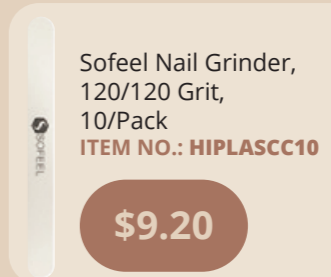 SOFEEL
Sofeel Nail Grinder,
120/120 Grit,
10/Pack
ITEM NO.: HIPLASCC10
$9.20